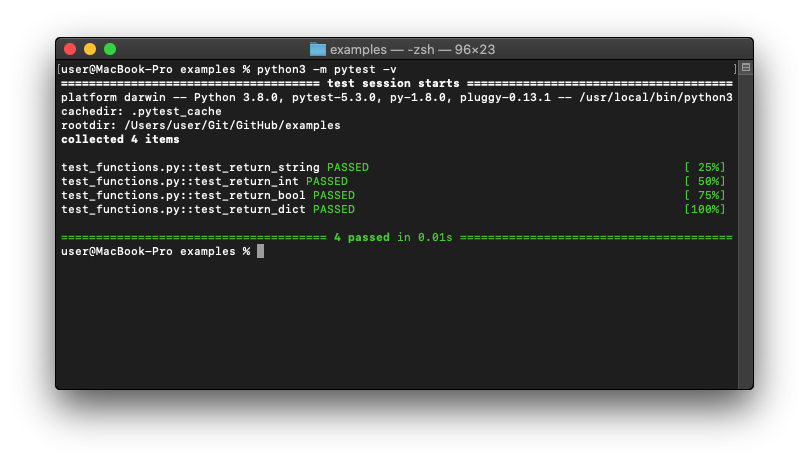 examples — -zsh — 96×23
[user@MacBook-Pro examples % python3 -m pytest -v ]
===================================== test session starts ======================================
platform darwin -- Python 3.8.0, pytest-5.3.0, py-1.8.0, pluggy-0.13.1 -- /usr/local/bin/python3
cachedir: .pytest_cache
rootdir: /Users/user/Git/GitHub/examples
collected 4 items
test_functions.py::test_return_string PASSED [ 25%]
test_functions.py::test_return_int PASSED [ 50%]
test_functions.py::test_return_bool PASSED [ 75%]
test_functions.py::test_return_dict PASSED [100%]
====================================== 4 passed in 0.01s =======================================
user@MacBook-Pro examples %